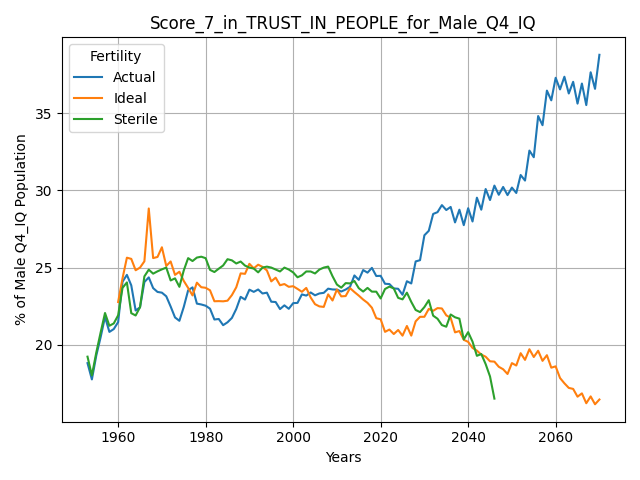 Score_7_in_TRUST_IN_PEOPLE_for_Male_Q4_IQ
Fertility
Actual
Ideal
Sterile
% of Male Q4_IQ Population
35
30
25
20
1960
1980
2000
2020
2040
2060
Years